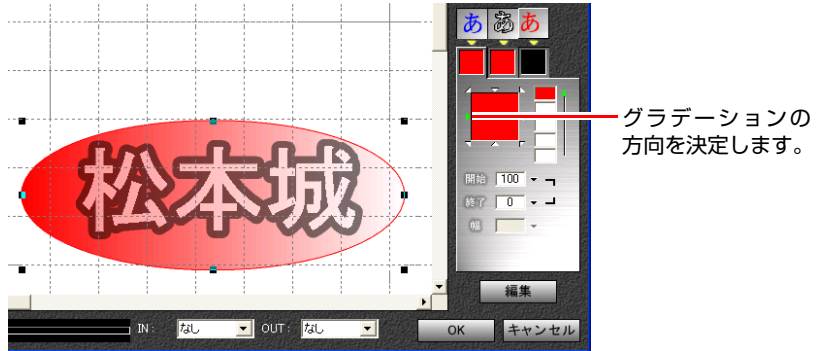 あ あ あ
グラデーションの
方向を決定します。
松本城
開始 100
終了 0
幅
編集
IN: なし OUT: なし OK キャンセル